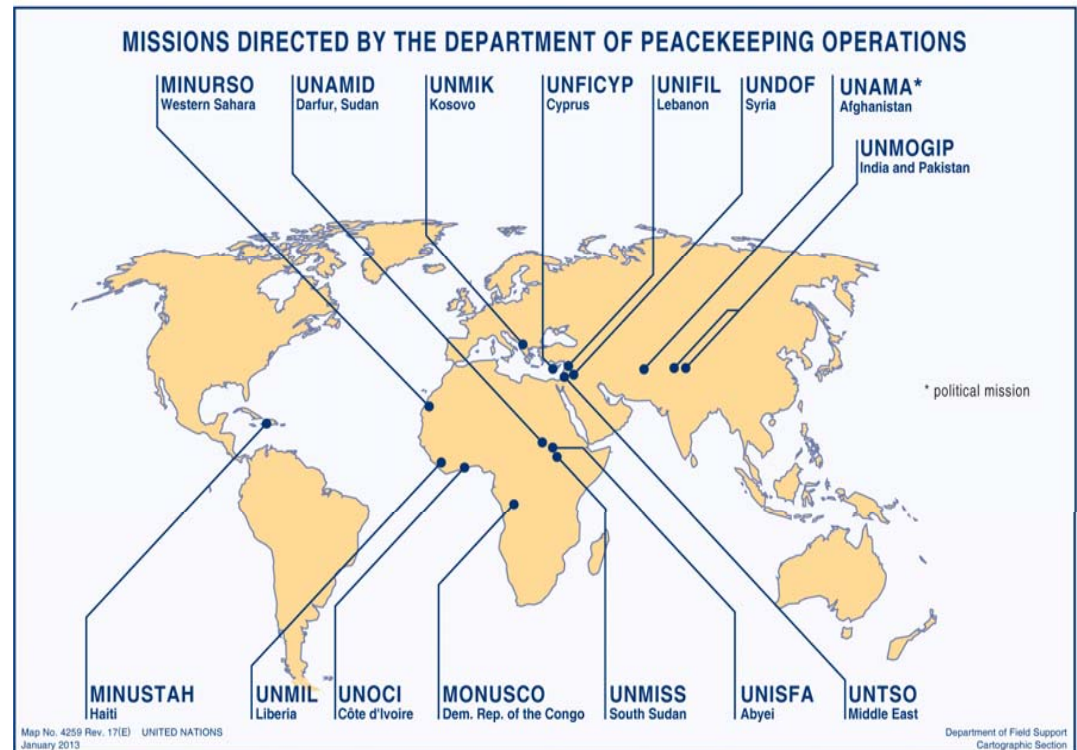 MISSIONS DIRECTED BY THE DEPARTMENT OF PEACEKEEPING OPERATIONS
MINURSO
Western Sahara
UNAMID
Darfur, Sudan
UNMIK
Kosovo
UNFICYP
Cyprus
UNIFIL
Lebanon
UNDOF
Syria
UNAMA*
Afghanistan
UNMOGIP
India and Pakistan
* political mission
MINUSTAH
Haiti
UNMIL
Liberia
UNOCI
Côte d'Ivoire
MONUSCO
Dem. Rep. of the Congo
UNMISS
South Sudan
UNISFA
Abyei
UNTSO
Middle East
Map No. 4259 Rev. 17(E) UNITED NATIONS
January 2013
Department of Field Support
Cartographic Section